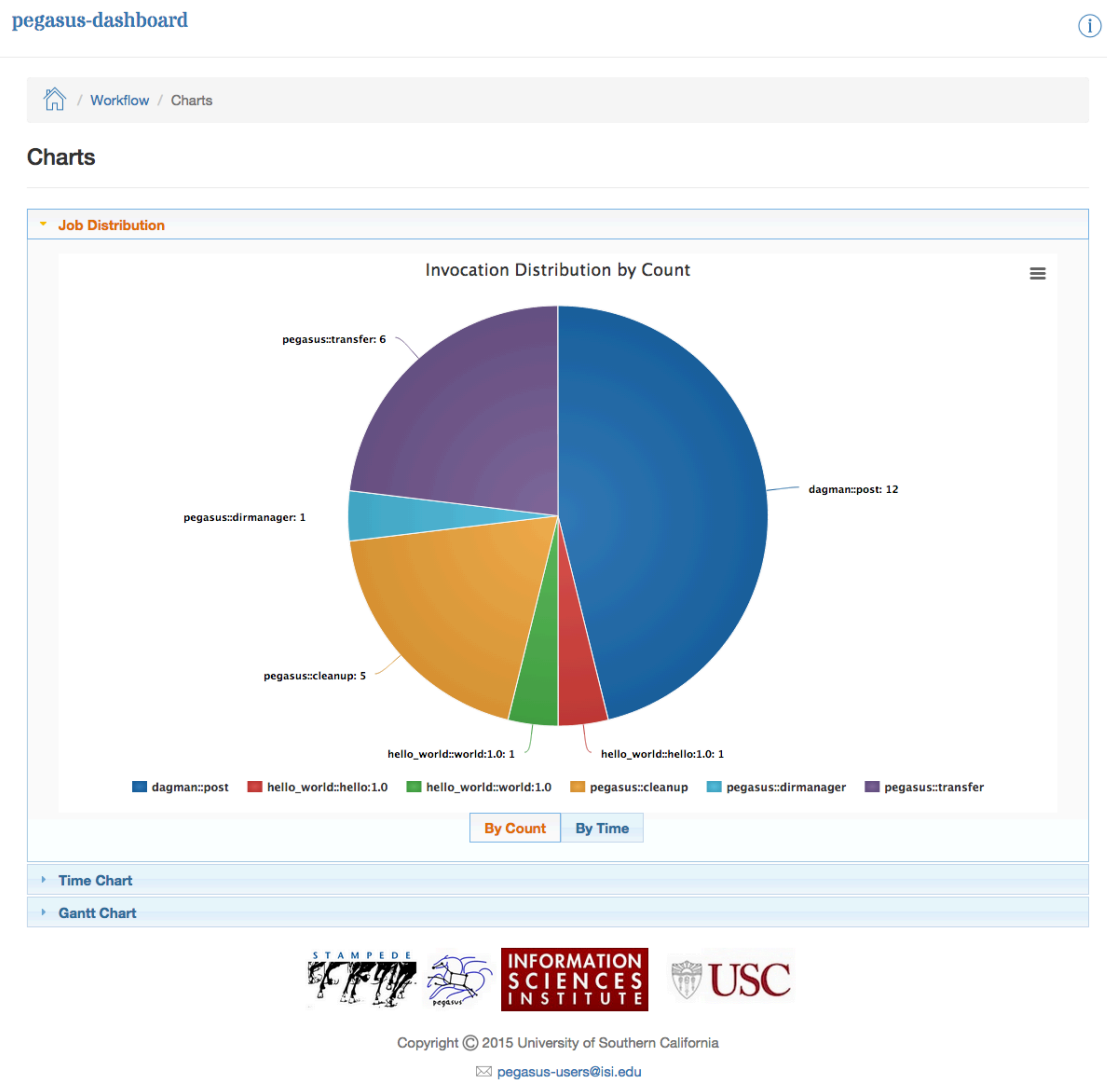 pegasus-dashboard
i
/ Workflow / Charts
Charts
Job Distribution
Invocation Distribution by Count
pegasus::transfer: 6
dagman::post: 12
pegasus::dirmanager: 1
pegasus::cleanup: 5
hello_world::world:1.0: 1
hello_world::hello:1.0: 1
dagman::post hello_world::hello:1.0 hello_world::world:1.0 pegasus::cleanup pegasus::dirmanager pegasus::transfer
By Count By Time
Time Chart
Gantt Chart
STAMPEDE
pegasus
INFORMATION
SCIENCES
INSTITUTE
USC
Copyright © 2015 University of Southern California
pegasus-users@isi.edu